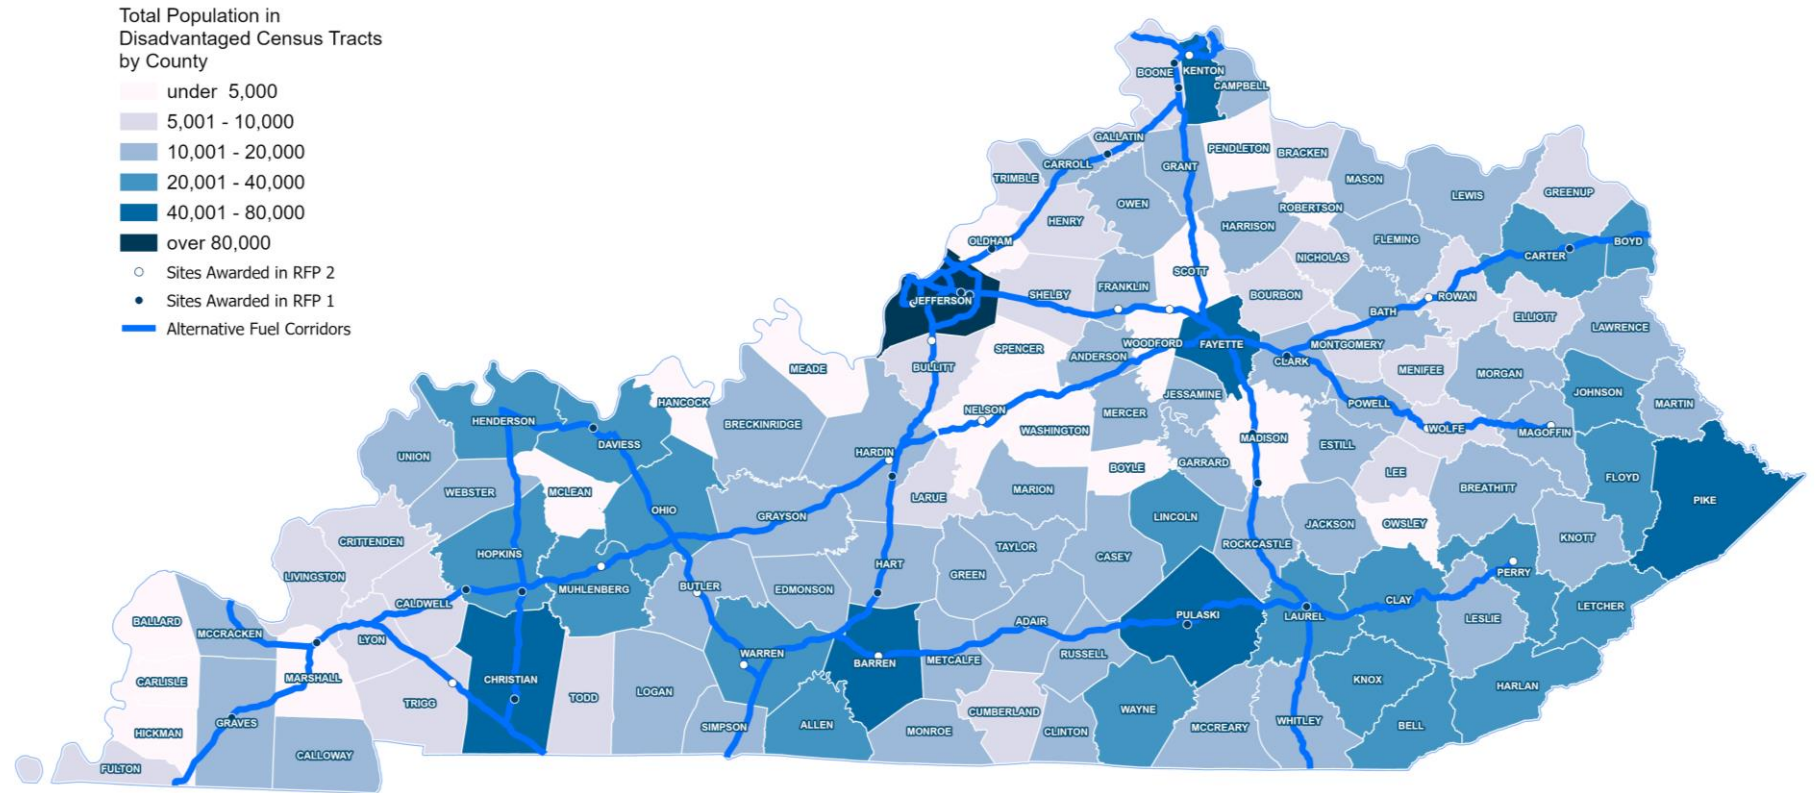 Total Population in
Disadvantaged Census Tracts
by County
under 5,000
5,001 - 10,000
10,001 - 20,000
20,001 - 40,000
40,001 - 80,000
over 80,000
Sites Awarded in RFP 2
Sites Awarded in RFP 1
Alternative Fuel Corridors
BOONE
KENTON
CAMPBELL
GALLATIN
CARROLL
TRIMBLE
GRANT
PENDLETON
BRACKEN
MASON
LEWIS
GREENUP
OWEN
HENRY
ROBERTSON
HARRISON
FLEMING
OLDHAM
NICHOLAS
CARTER
BOYD
SCOTT
JEFFERSON
SHELBY
FRANKLIN
BOURBON
ROWAN
BATH
ELLIOTT
LAWRENCE
SPENCER
WOODFORD
FAYETTE
ANDERSON
MONTGOMERY
CLARK
BULLITT
MEADE
MENIFEE
MORGAN
JOHNSON
MARTIN
HANCOCK
JESSAMINE
POWELL
WOLFE
MAGOFFIN
NELSON
MERCER
WASHINGTON
HENDERSON
DAVIESS
BRECKINRIDGE
MADISON
ESTILL
HARDIN
UNION
BOYLE
GARRARD
LEE
FLOYD
WEBSTER
MCLEAN
LARUE
MARION
BREATHITT
PIKE
OHIO
GRAYSON
LINCOLN
JACKSON
OWSLEY
KNOTT
CRITTENDEN
HOPKINS
TAYLOR
CASEY
ROCKCASTLE
LIVINGSTON
HART
GREEN
PERRY
MUHLENBERG
BUTLER
EDMONSON
CALDWELL
CLAY
LETCHER
BALLARD
MCCRACKEN
LYON
ADAIR
PULASKI
LAUREL
LESLIE
WARREN
BARREN
METCALFE
RUSSELL
CARLISLE
MARSHALL
CHRISTIAN
KNOX
HARLAN
TRIGG
TODD
LOGAN
HICKMAN
GRAVES
SIMPSON
ALLEN
MONROE
CUMBERLAND
CLINTON
WAYNE
MCCREARY
WHITLEY
BELL
FULTON
CALLOWAY